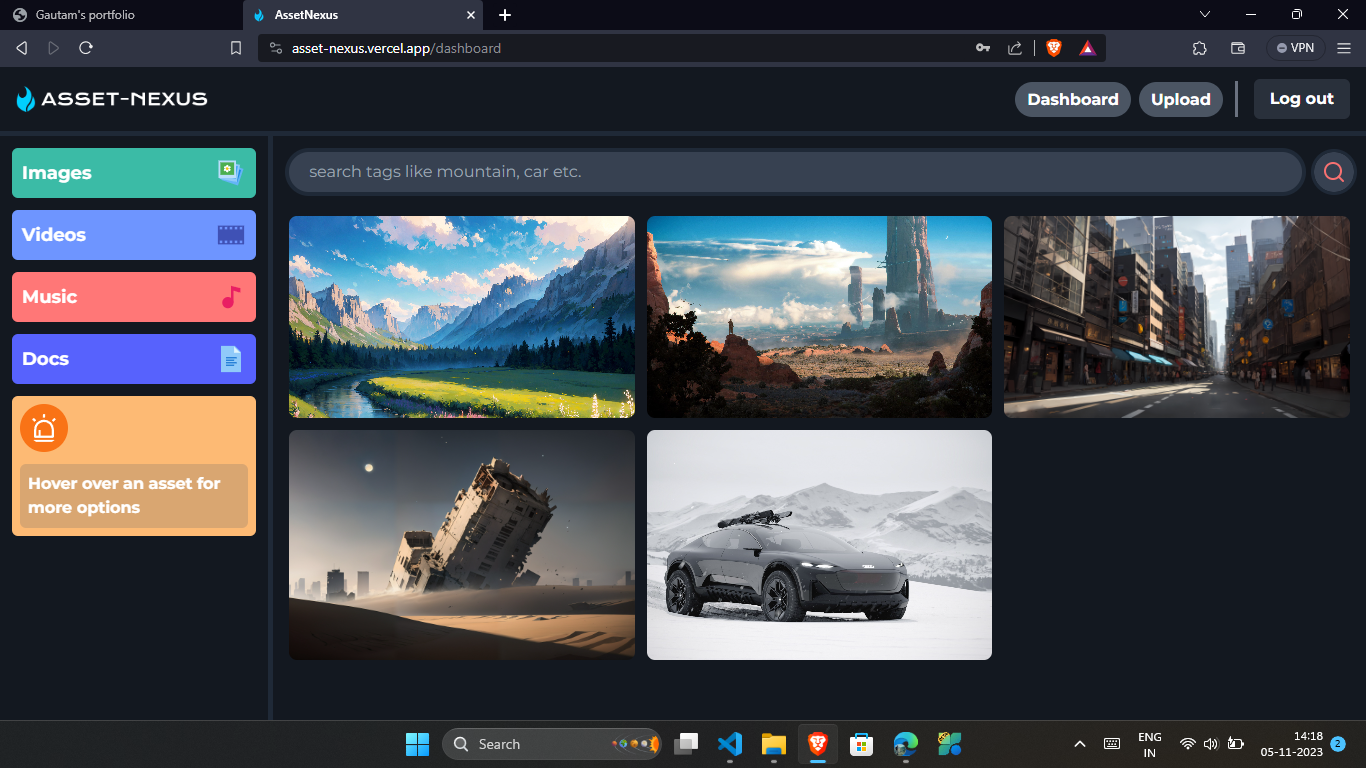 Gautam's portfolio
AssetNexus
asset-nexus.vercel.app/dashboard
VPN
ASSET-NEXUS
Dashboard
Upload
Log out
Images
Videos
Music
Docs
Hover over an asset for
more options
search tags like mountain, car etc.
Search
ENG
IN
14:18
05-11-2023
2